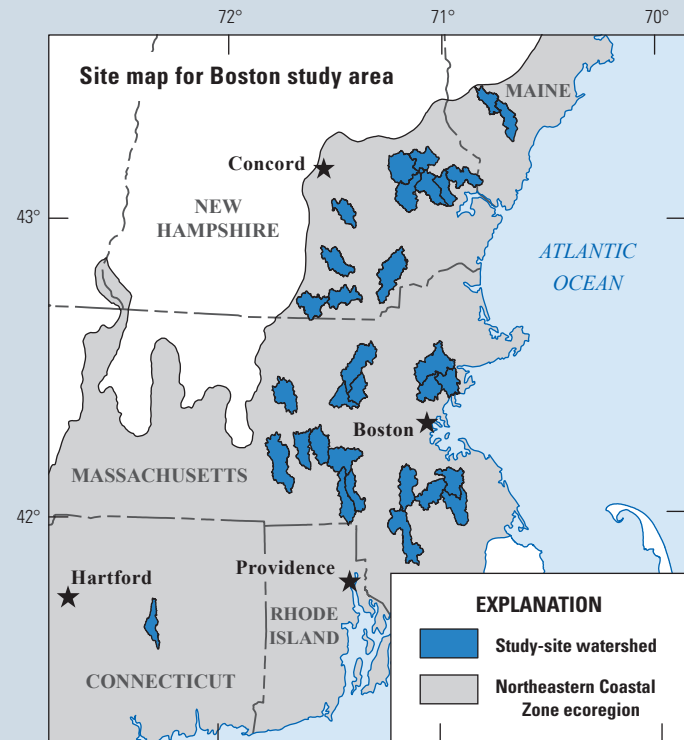 72°
71°
70°
Site map for Boston study area
MAINE
Concord
NEW
HAMPSHIRE
43°
ATLANTIC
OCEAN
Boston
MASSACHUSETTS
42°
Hartford
Providence
RHODE
ISLAND
CONNECTICUT
EXPLANATION
Study-site watershed
Northeastern Coastal
Zone ecoregion